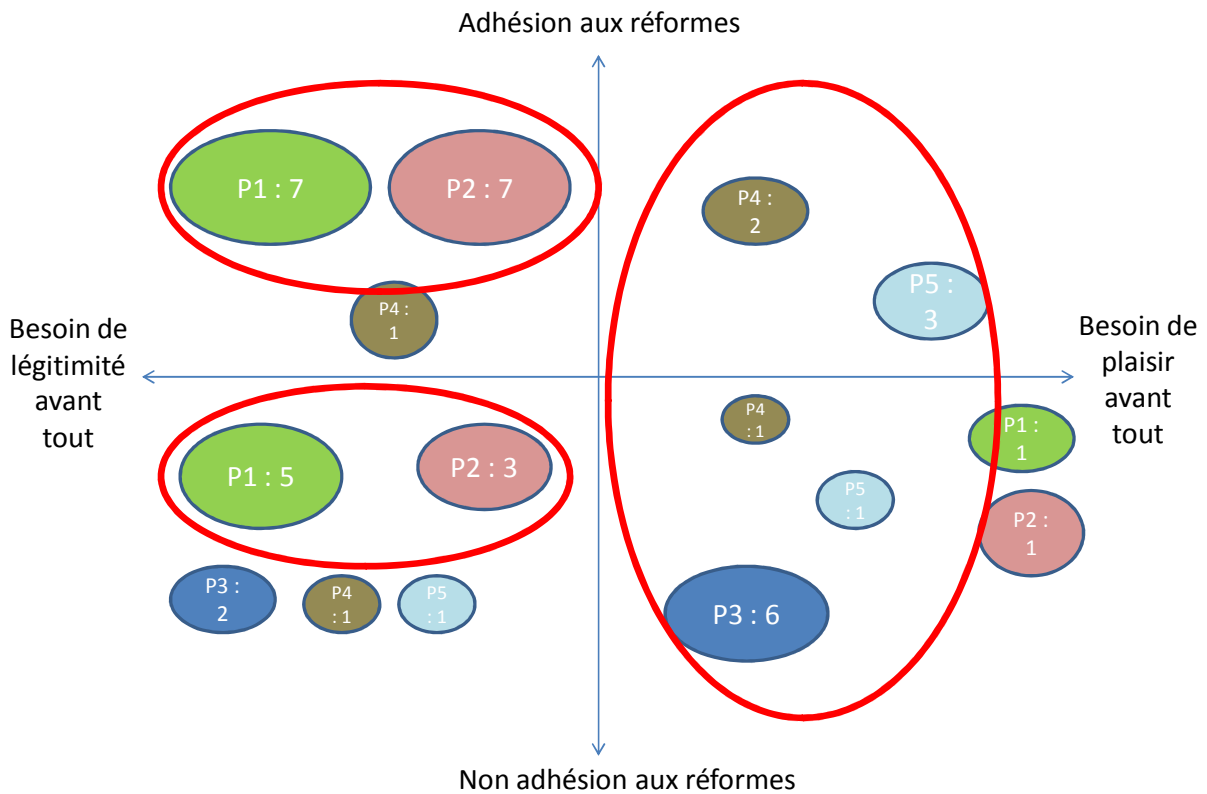 Adhésion aux réformes
P1 : 7
P2 : 7
P4 :
2
P5 :
3
P4 :
1
Besoin de
légitimité
avant
tout
Besoin de
plaisir
avant
tout
P4
: 1
P1 :
1
P1 : 5
P2 : 3
P5
: 1
P2 :
1
P3 :
2
P4
: 1
P5
: 1
P3 : 6
Non adhésion aux réformes